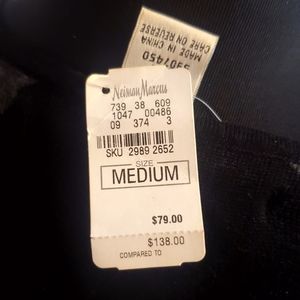 5907450
MADE IN CHINA
CARE ON REVERSE
Neiman Marcus
739 38 609
1047 00486
09 374 3
SKU 2989 2652
SIZE
MEDIUM
$79.00
$138.00
COMPARED TO